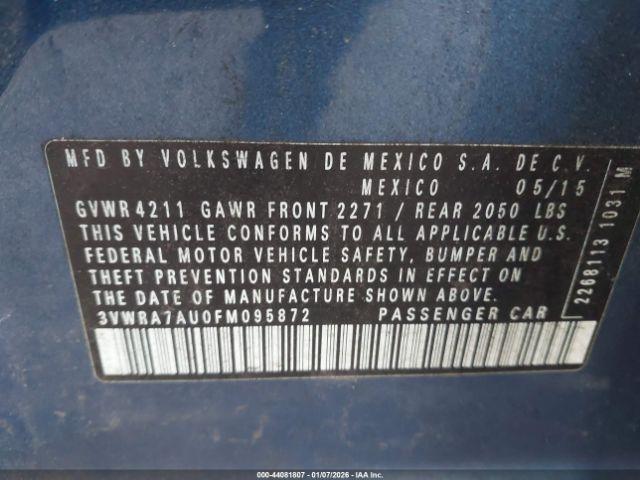 MFD BY VOLKSWAGEN DE MEXICO S.A. DE C.V.
MEXICO 05/15
GVWR 4211 GAWR FRONT 2271 / REAR 2050 LBS
THIS VEHICLE CONFORMS TO ALL APPLICABLE U.S.
FEDERAL MOTOR VEHICLE SAFETY, BUMPER AND
THEFT PREVENTION STANDARDS IN EFFECT ON
THE DATE OF MANUFACTURE SHOWN ABOVE.
3VWRA7AU0FM095872 PASSENGER CAR
2268113 1031 M
000-44081807 - 01/07/2026 - IAA Inc.